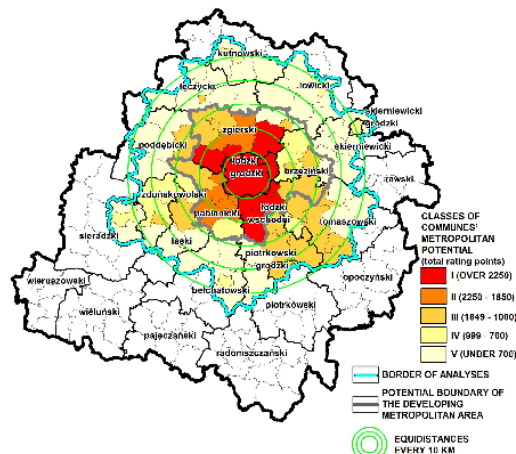 kutnowski
łęczycki
łowicki
skierniewicki
grodzki
zgierski
poddębicki
skierniewicki
łódzki
grodzki
brzeziński
rawski
zduńskowolski
pabianicki
łódzki
wschodni
tomaszowski
sieradzki
łaski
piotrkowski
grodzki
opoczyński
wieruszowski
bełchatowski
piotrkowski
wieluński
pajęczański
radomszczański
CLASSES OF
COMMUNES'
METROPOLITAN
POTENTIAL
(total rating points)
I (OVER 2250)
II (2250 - 1850)
III (1849 - 1000)
IV (999 - 700)
V (UNDER 700)
BORDER OF ANALYSES
POTENTIAL BOUNDARY OF
THE DEVELOPING
METROPOLITAN AREA
EQUIDISTANCES
EVERY 10 KM